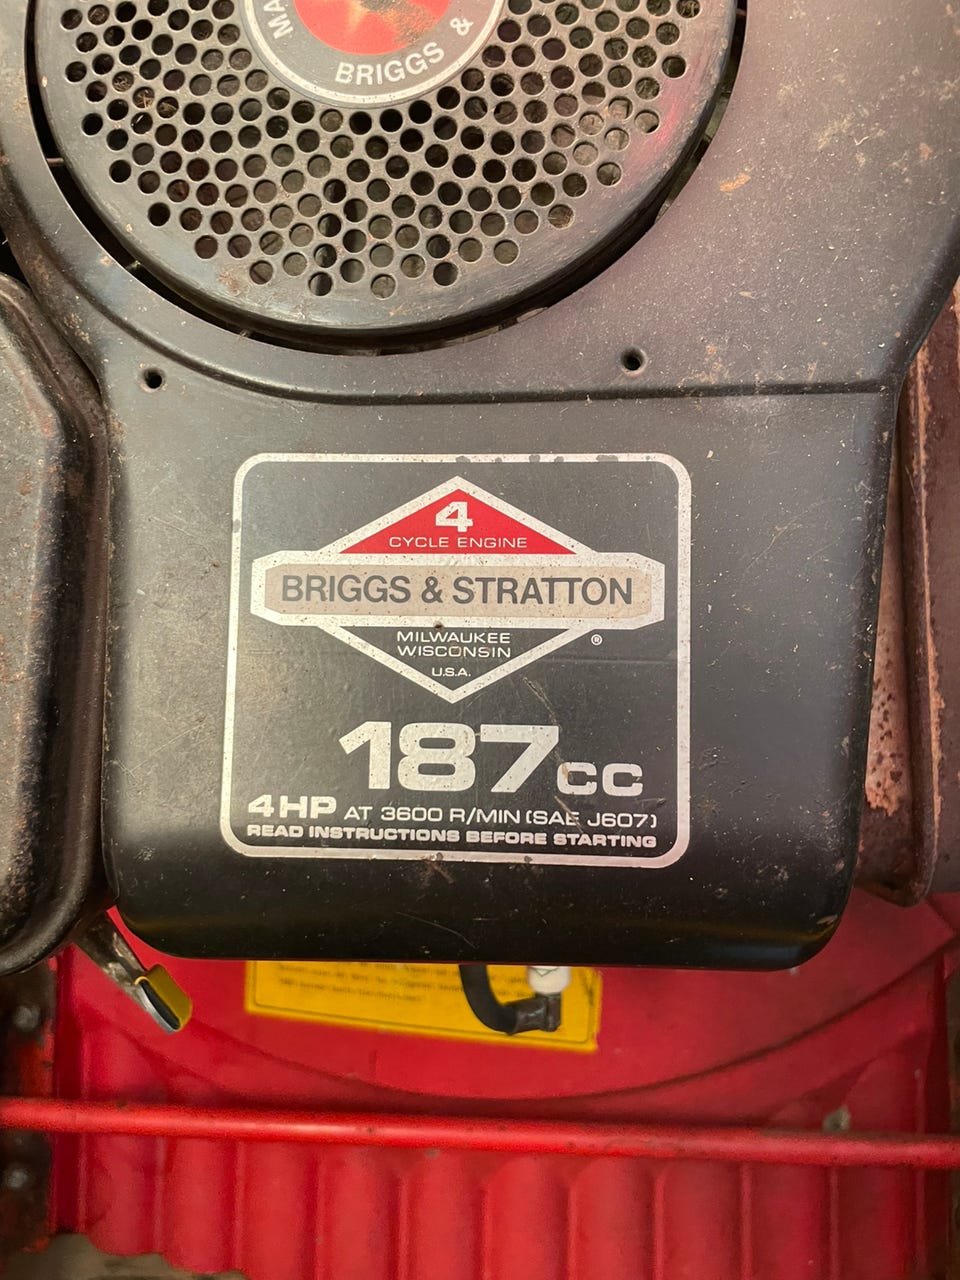 BRIGGS &
4
CYCLE ENGINE
BRIGGS & STRATTON
MILWAUKEE
WISCONSIN
®
U.S.A.
187cc
4HP AT 3600 R/MIN (SAE J607)
READ INSTRUCTIONS BEFORE STARTING